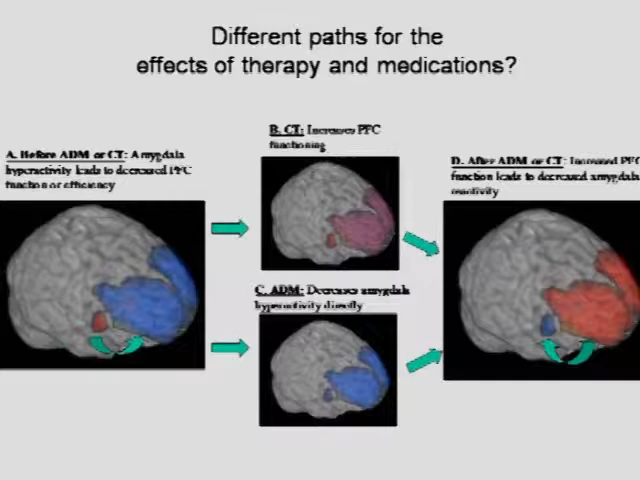 Different paths for the
effects of therapy and medications?
A. Before ADM or CT: Amygdala
hyperactivity leads to decreased PFC
function or efficiency
B. CT: Increases PFC
functioning
C. ADM: Decreases amygdala
hyperactivity directly
D. After ADM or CT: Increased PFC
function leads to decreased amygdala
reactivity